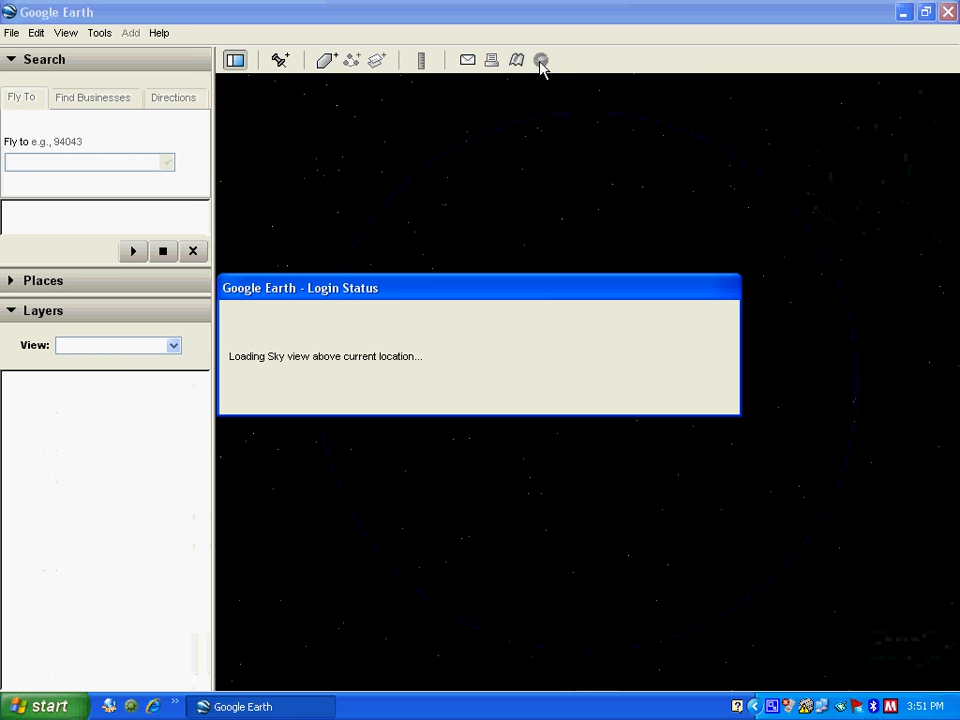 Google Earth
File Edit View Tools Add Help
Search
Fly To Find Businesses Directions
Fly to e.g., 94043
Places
Layers
View:
Google Earth - Login Status
Loading Sky view above current location...
start
Google Earth
3:51 PM